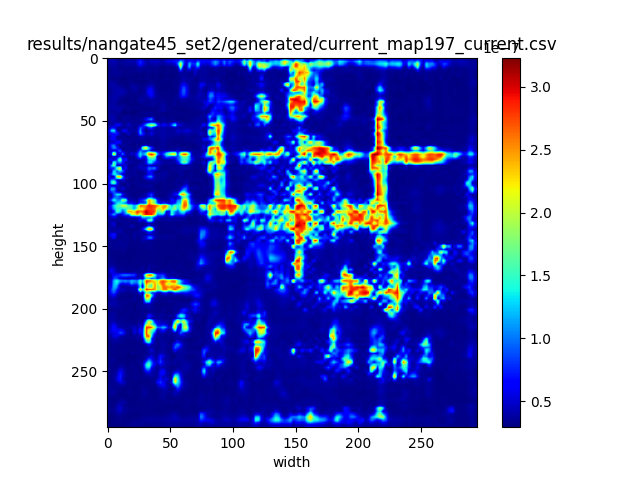 results/nangate45_set2/generated/current_map197_current.csv
1e−7
0
50
100
150
200
250
height
0 50 100 150 200 250
width
3.0
2.5
2.0
1.5
1.0
0.5